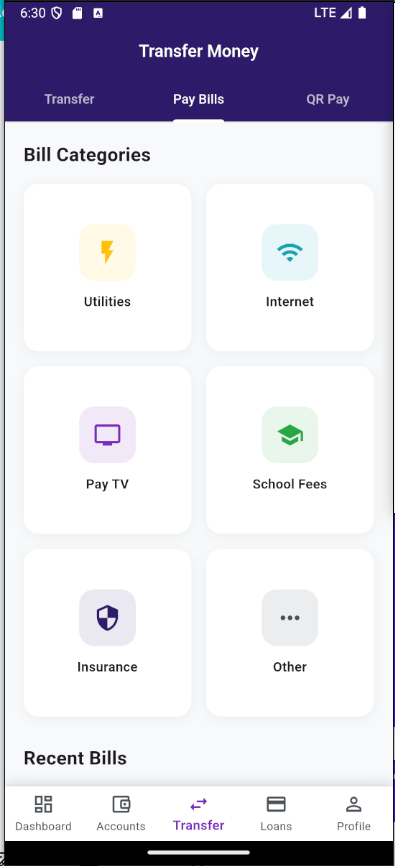 6:30 LTE
Transfer Money
Transfer Pay Bills QR Pay
Bill Categories
Utilities Internet
Pay TV School Fees
Insurance Other
Recent Bills
Dashboard Accounts Transfer Loans Profile